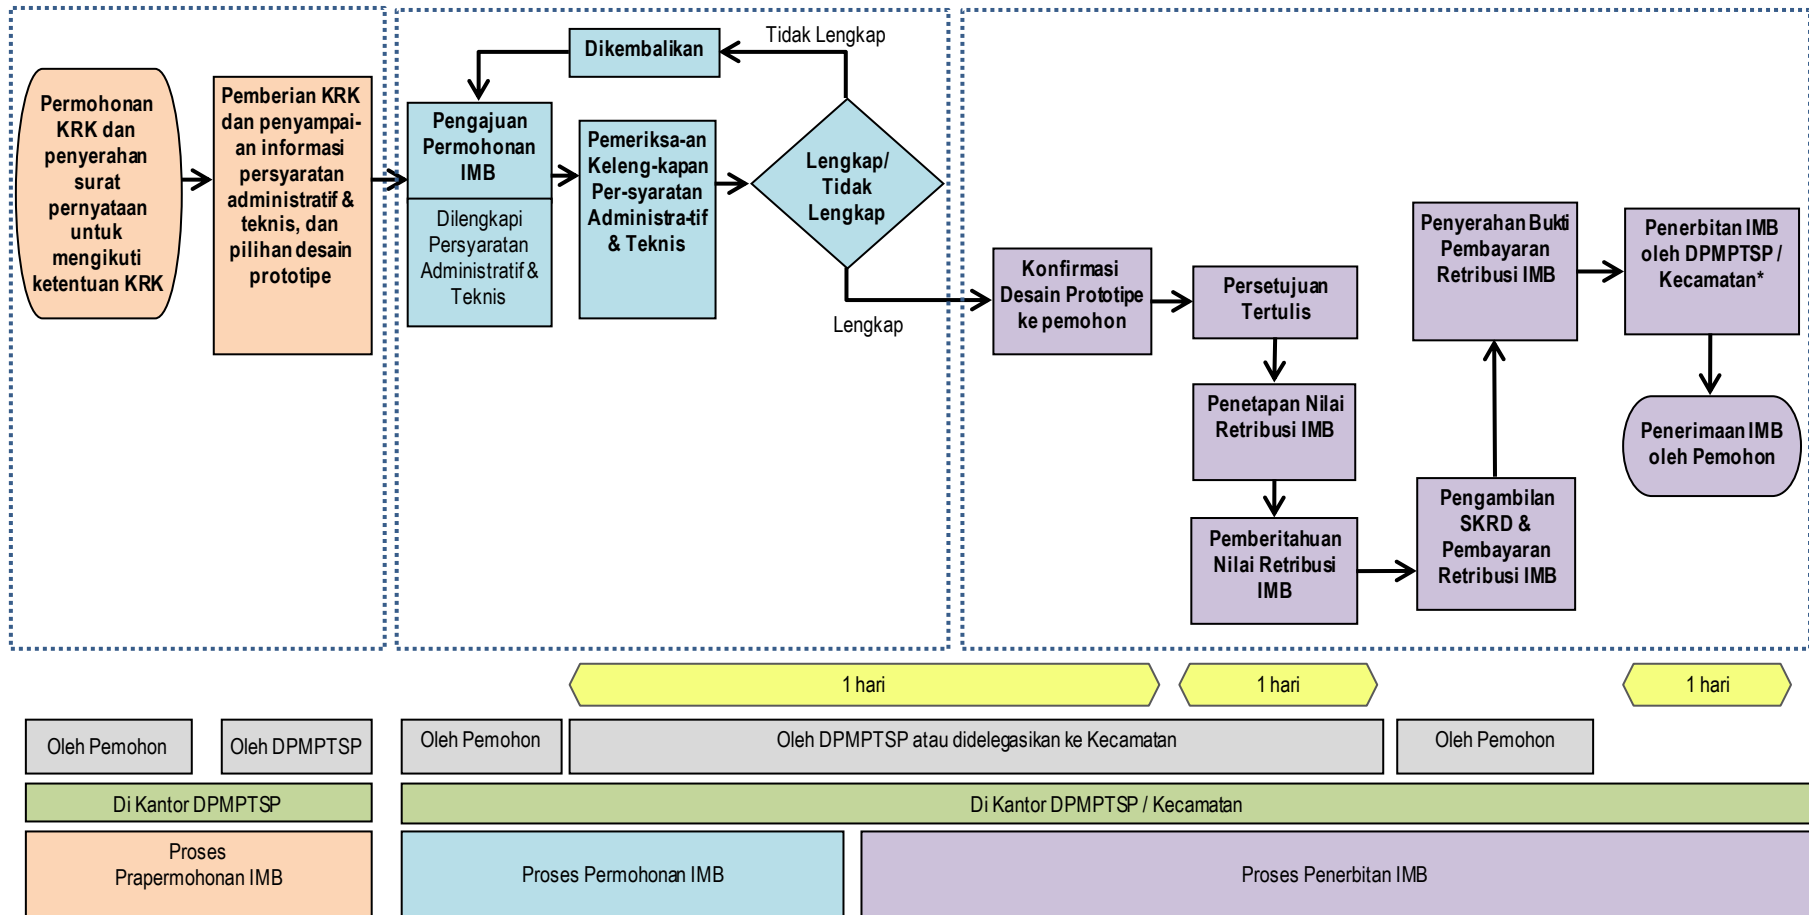 Permohonan
KRK dan
penyerahan
surat
pernyataan
untuk
mengikuti
ketentuan KRK
Pemberian KRK
dan penyampai-
an informasi
persyaratan
administratif &
teknis, dan
pilihan desain
prototipe
Dikembalikan
Tidak Lengkap
Pengajuan
Permohonan
IMB
Dilengkapi
Persyaratan
Administratif &
Teknis
Pemeriksa-an
Keleng-kapan
Per-syaratan
Administra-tif
& Teknis
Lengkap/
Tidak
Lengkap
Lengkap
Konfirmasi
Desain Prototipe
ke pemohon
Persetujuan
Tertulis
Penetapan Nilai
Retribusi IMB
Pemberitahuan
Nilai Retribusi
IMB
Pengambilan
SKRD &
Pembayaran
Retribusi IMB
Penyerahan Bukti
Pembayaran
Retribusi IMB
Penerbitan IMB
oleh DPMPTSP /
Kecamatan*
Penerimaan IMB
oleh Pemohon
1 hari
1 hari
1 hari
Oleh Pemohon
Oleh DPMPTSP
Oleh Pemohon
Oleh DPMPTSP atau didelegasikan ke Kecamatan
Oleh Pemohon
Di Kantor DPMPTSP
Di Kantor DPMPTSP / Kecamatan
Proses
Prapermohonan IMB
Proses Permohonan IMB
Proses Penerbitan IMB